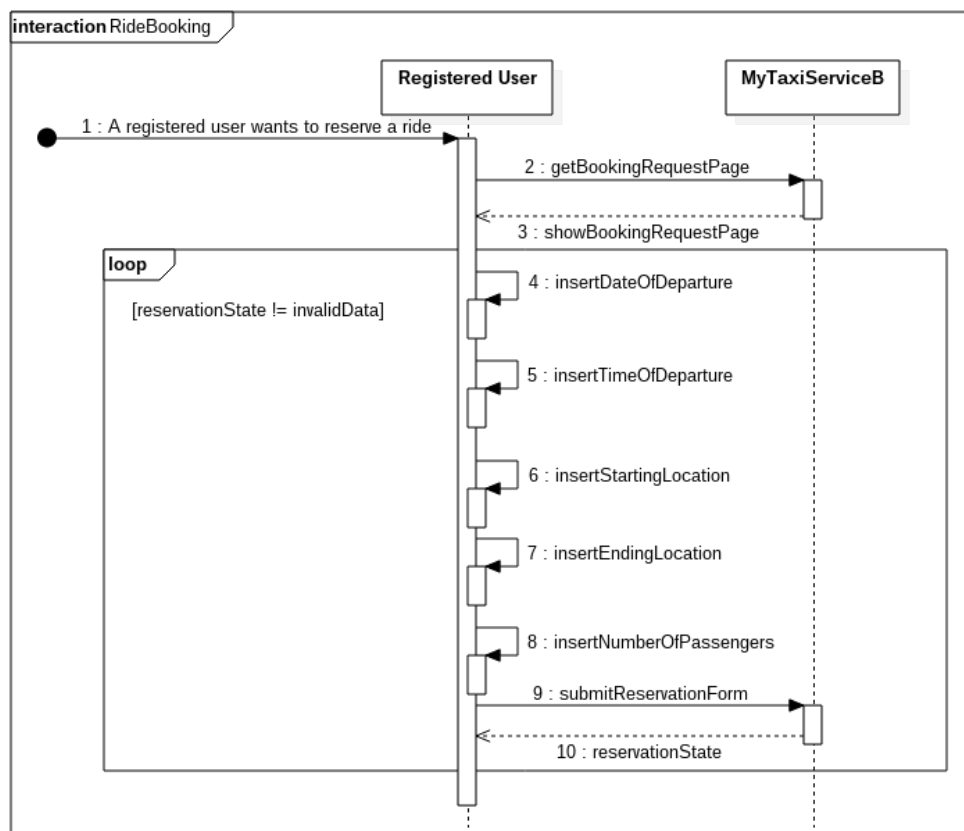 interaction RideBooking
Registered User
MyTaxiServiceB
1 : A registered user wants to reserve a ride
2 : getBookingRequestPage
3 : showBookingRequestPage
loop
4 : insertDateOfDeparture
[reservationState != invalidData]
5 : insertTimeOfDeparture
6 : insertStartingLocation
7 : insertEndingLocation
8 : insertNumberOfPassengers
9 : submitReservationForm
10 : reservationState